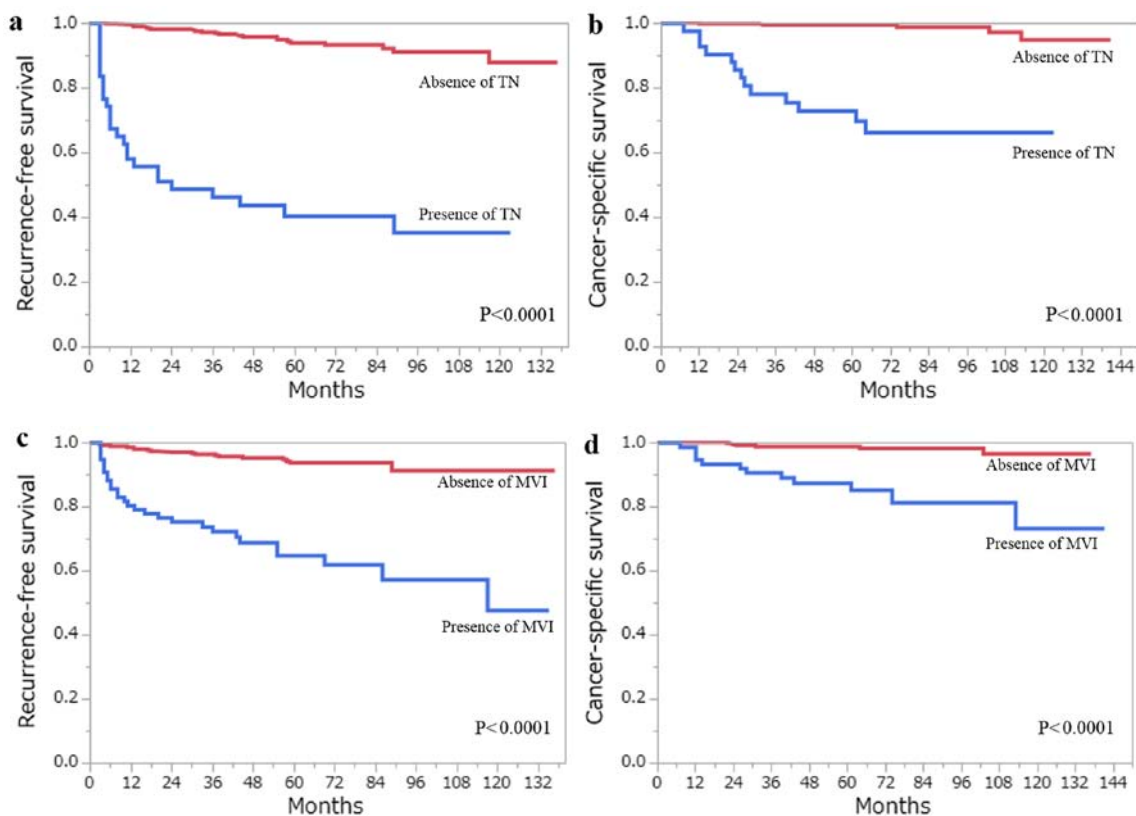 a
Recurrence-free survival
1.0
0.8
0.6
0.4
0.2
0.0
Absence of TN
Presence of TN
P<0.0001
0 12 24 36 48 60 72 84 96 108 132
Months
b
Cancer-specific survival
1.0
0.8
0.6
0.4
0.2
0.0
Absence of TN
Presence of TN
P<0.0001
0 12 24 36 48 60 72 84 96 108 126 144
Months
c
Recurrence-free survival
1.0
0.8
0.6
0.4
0.2
0.0
Absence of MVI
Presence of MVI
P<0.0001
0 12 24 36 48 60 72 84 96 108 132
Months
d
Cancer-specific survival
1.0
0.8
0.6
0.4
0.2
0.0
Absence of MVI
Presence of MVI
P<0.0001
0 12 24 36 48 60 72 84 96 108 126 144
Months